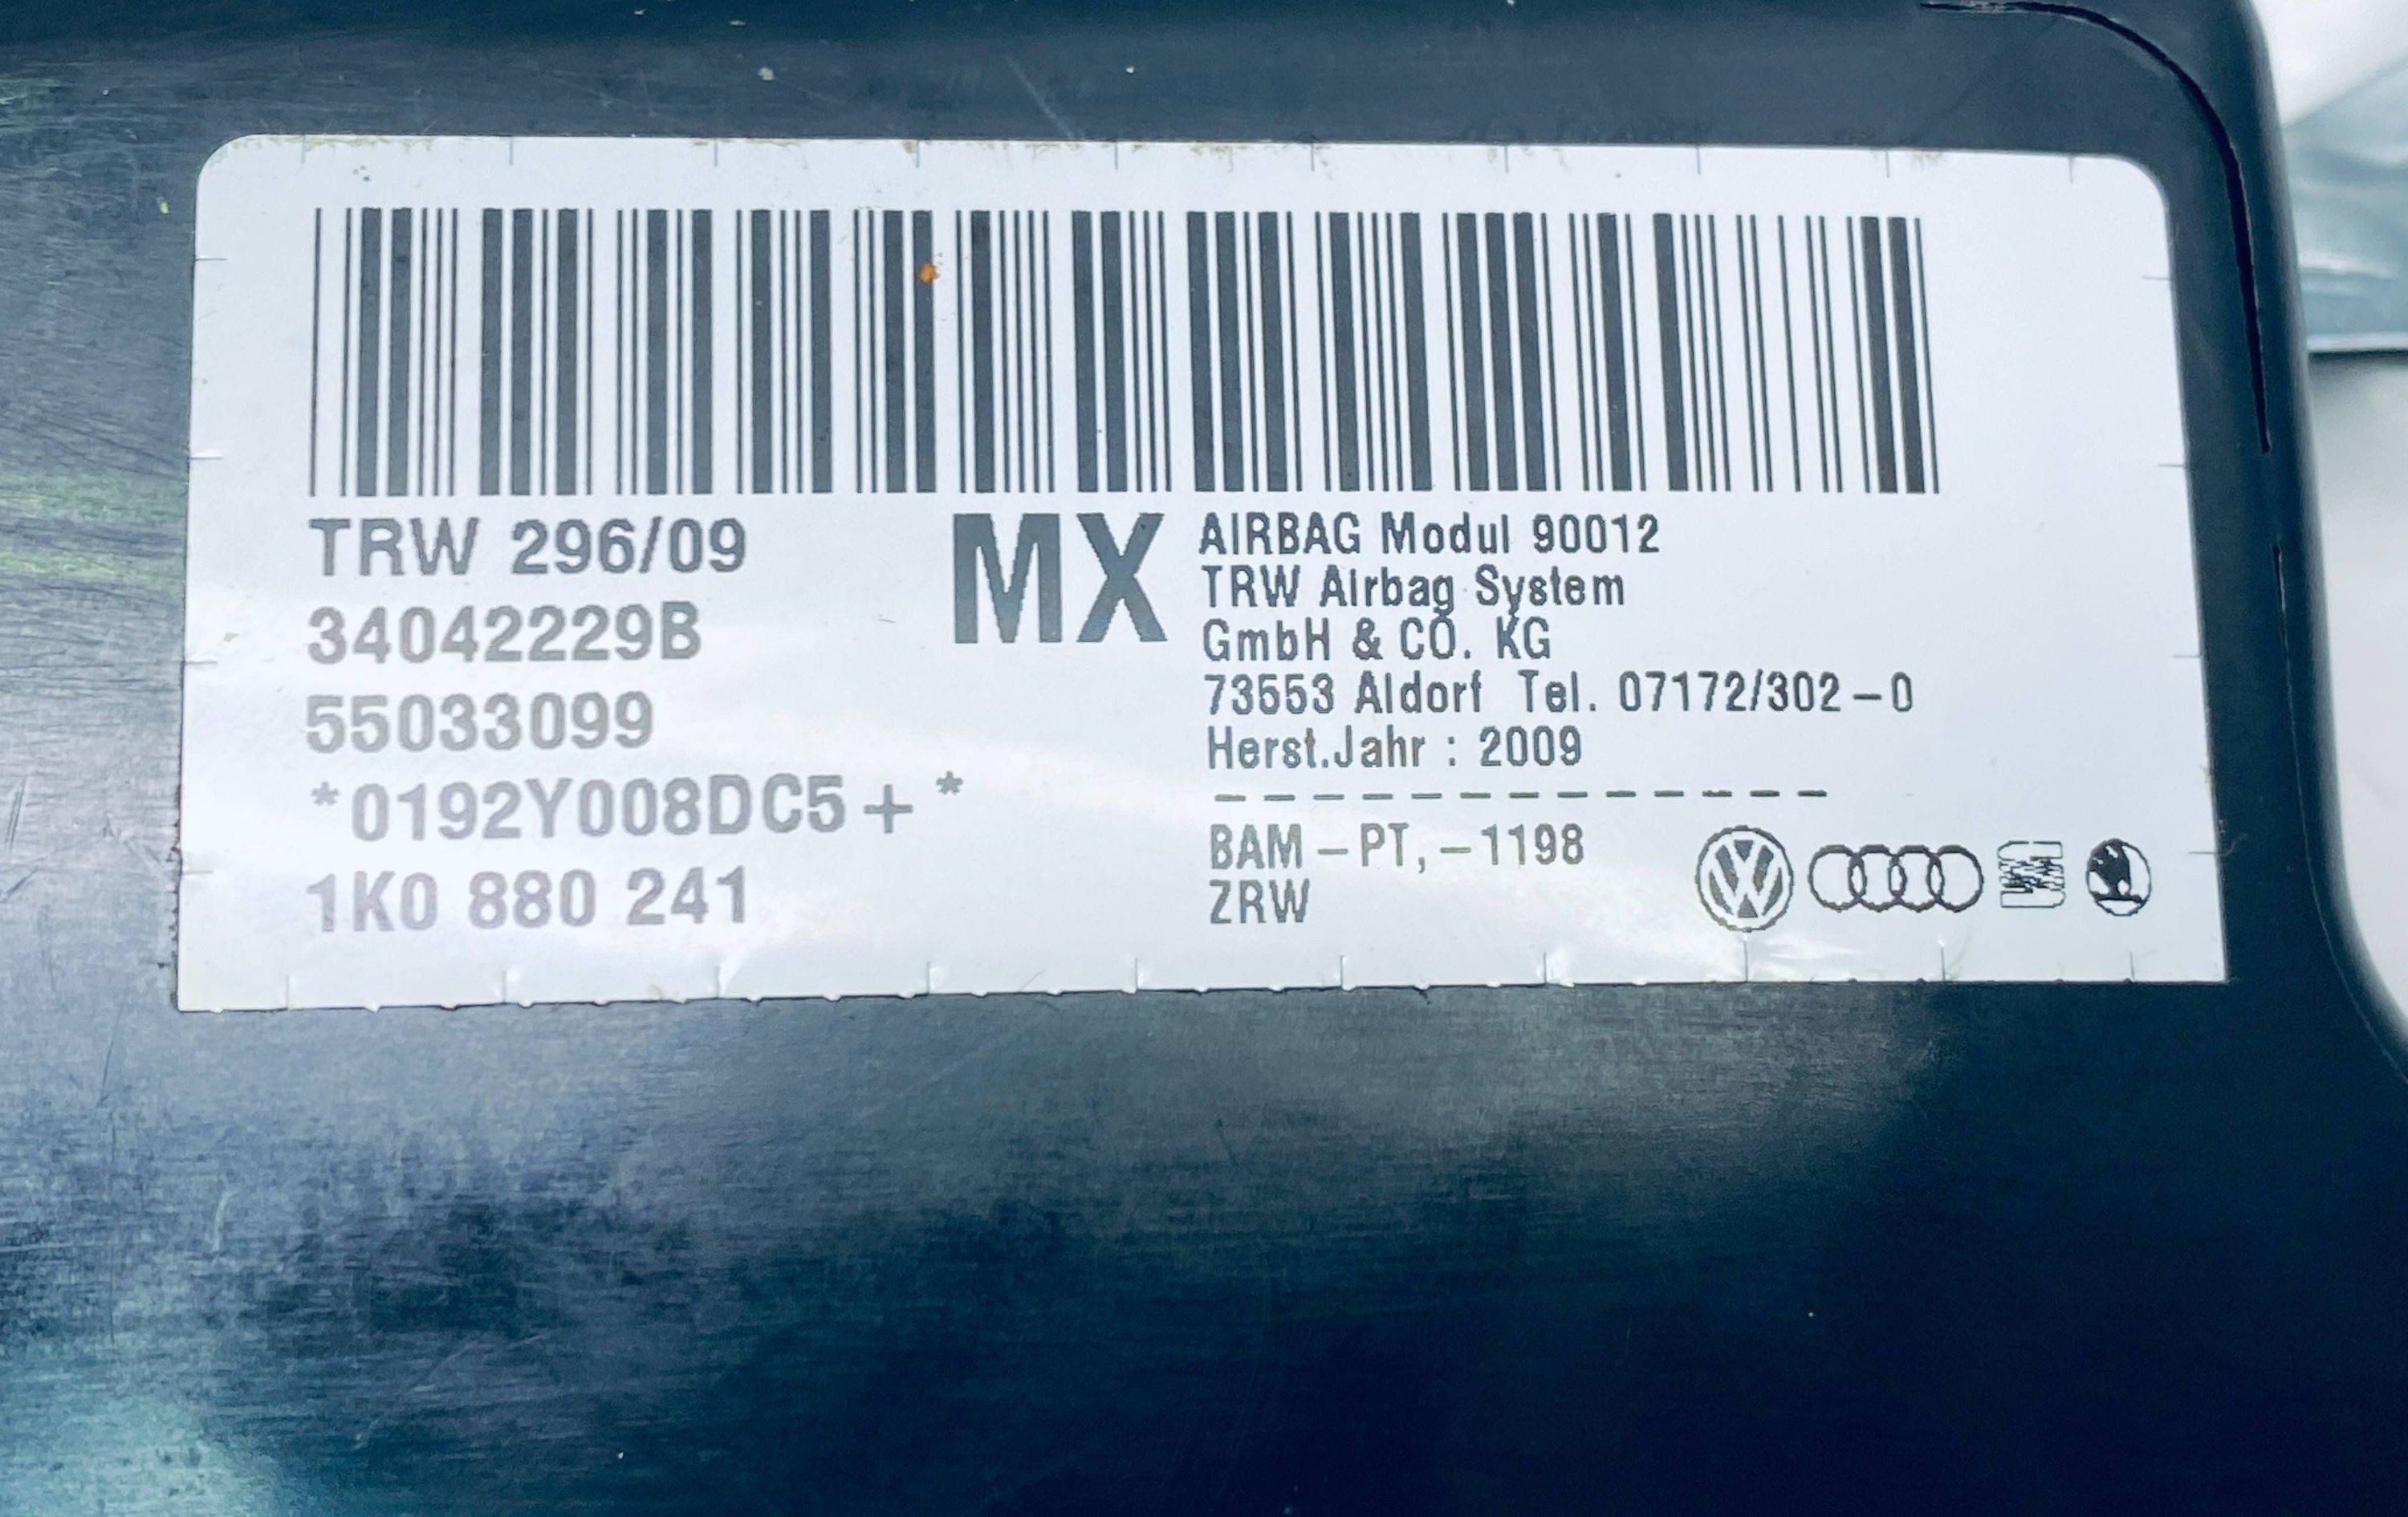 TRW 296/09
34042229B
55033099
*0192Y008DC5+*
1K0 880 241
MX
AIRBAG Modul 90012
TRW Airbag System
GmbH & CO. KG
73553 Aldorf Tel. 07172/302-0
Herst.Jahr : 2009
--------------
BAM-PT,-1198
ZRW